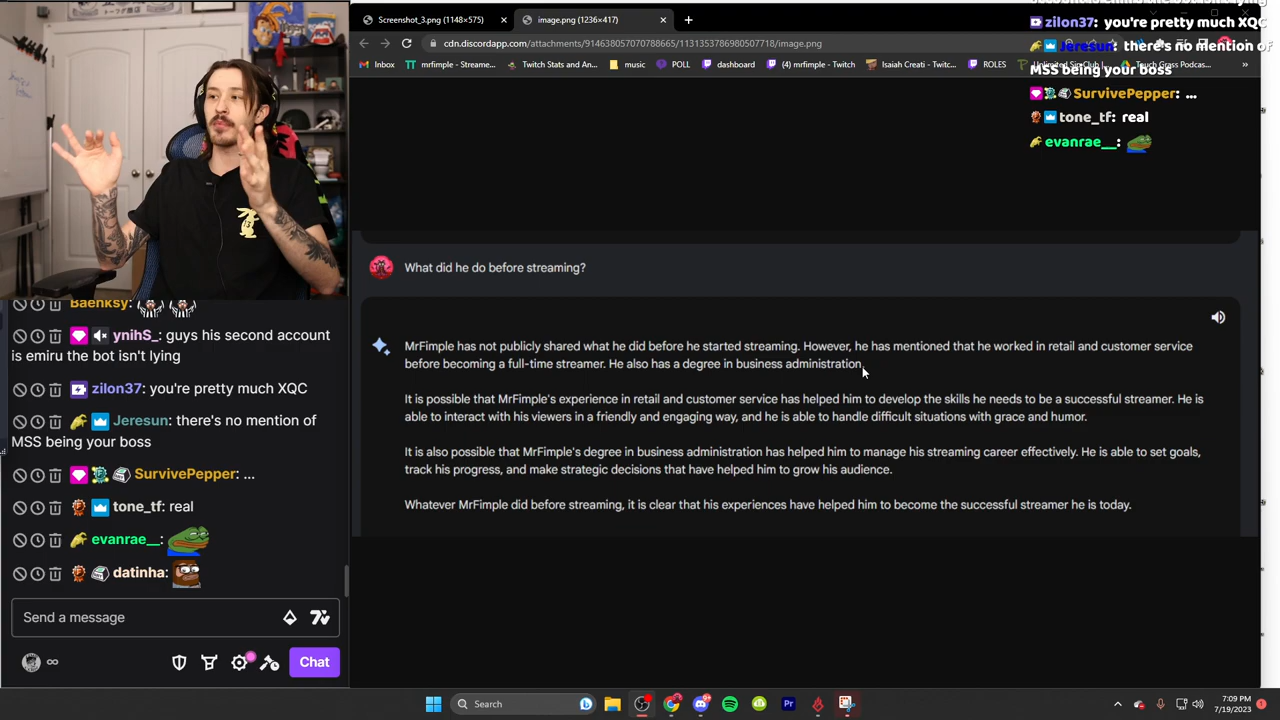 Screenshot_3.png (1148×575)
image.png (1236×417)
cdn.discordapp.com/attachments/914638057070788665/1131353786980507718/image.png
Inbox
mrfimple - Streame...
Twitch Stats and An...
music
POLL
dashboard
(4) mrfimple - Twitch
Isaiah Creati - Twitc...
ROLES
zilon37: you're pretty much XQC
Jeresun: there's no mention of
MSS being your boss
SurvivePepper: ...
tone_tf: real
evanrae__:
What did he do before streaming?
MrFimple has not publicly shared what he did before he started streaming. However, he has mentioned that he worked in retail and customer service
before becoming a full-time streamer. He also has a degree in business administration.
It is possible that MrFimple's experience in retail and customer service has helped him to develop the skills he needs to be a successful streamer. He is
able to interact with his viewers in a friendly and engaging way, and he is able to handle difficult situations with grace and humor.
It is also possible that MrFimple's degree in business administration has helped him to manage his streaming career effectively. He is able to set goals,
track his progress, and make strategic decisions that have helped him to grow his audience.
Whatever MrFimple did before streaming, it is clear that his experiences have helped him to become the successful streamer he is today.
Baenksy:
ynihS_: guys his second account
is emiru the bot isn't lying
zilon37: you're pretty much XQC
Jeresun: there's no mention of
MSS being your boss
SurvivePepper: ...
tone_tf: real
evanrae__:
datinha:
Send a message
Chat
Search
7:09 PM
7/19/2023